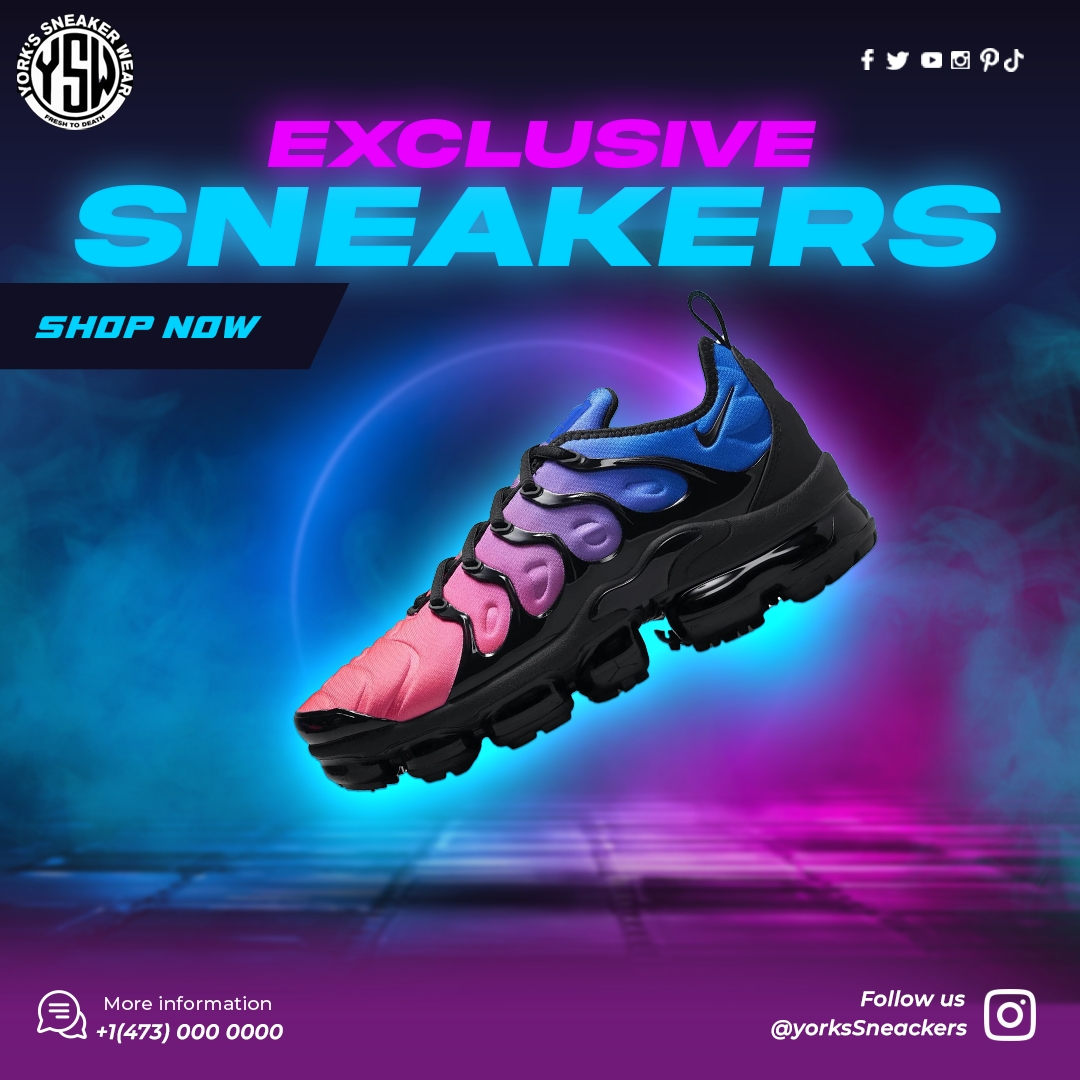 YORK'S SNEAKER WEAR
YSW
FRESH TO DEATH
EXCLUSIVE
SNEAKERS
SHOP NOW
More information
+1(473) 000 0000
Follow us
@yorksSneackers